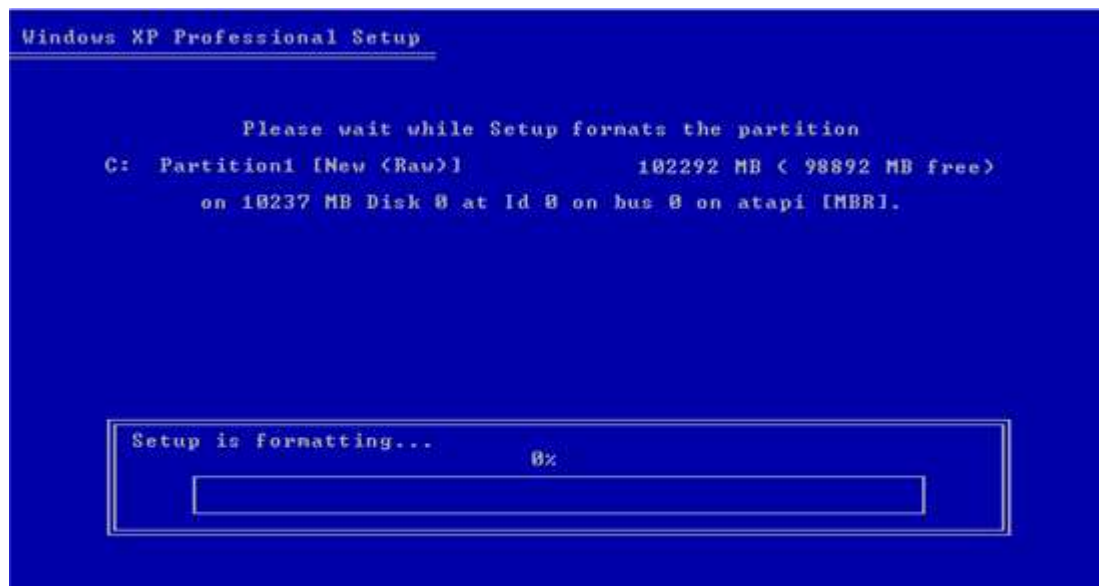 Windows XP Professional Setup
Please wait while Setup formats the partition
C: Partition1 [New (Raw)] 102292 MB ( 98892 MB free)
on 10237 MB Disk 0 at Id 0 on bus 0 on atapi [MBR].
Setup is formatting...
0%